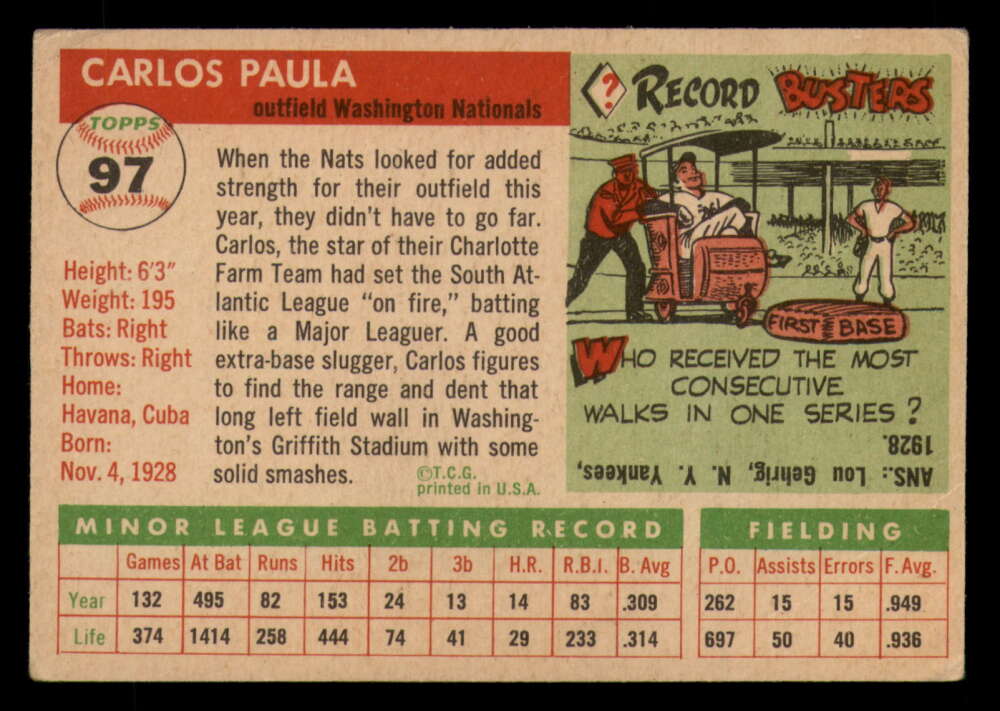 CARLOS PAULA
outfield Washington Nationals
TOPPS
97
Height: 6'3"
Weight: 195
Bats: Right
Throws: Right
Home:
Havana, Cuba
Born:
Nov. 4, 1928
When the Nats looked for added
strength for their outfield this
year, they didn't have to go far.
Carlos, the star of their Charlotte
Farm Team had set the South At-
lantic League "on fire," batting
like a Major Leaguer. A good
extra-base slugger, Carlos figures
to find the range and dent that
long left field wall in Washing-
ton's Griffith Stadium with some
solid smashes.
©T.C.G.
printed in U.S.A.
? RECORD BUSTERS
FIRST BASE
WHO RECEIVED THE MOST
CONSECUTIVE
WALKS IN ONE SERIES?
ANS.: Lou Gehrig, N. Y. Yankees,
1928.
MINOR LEAGUE BATTING RECORD FIELDING
Games At Bat Runs Hits 2b 3b H.R. R.B.I. B. Avg P.O. Assists Errors F. Avg.
Year 132 495 82 153 24 13 14 83 .309 262 15 15 .949
Life 374 1414 258 444 74 41 29 233 .314 697 50 40 .936